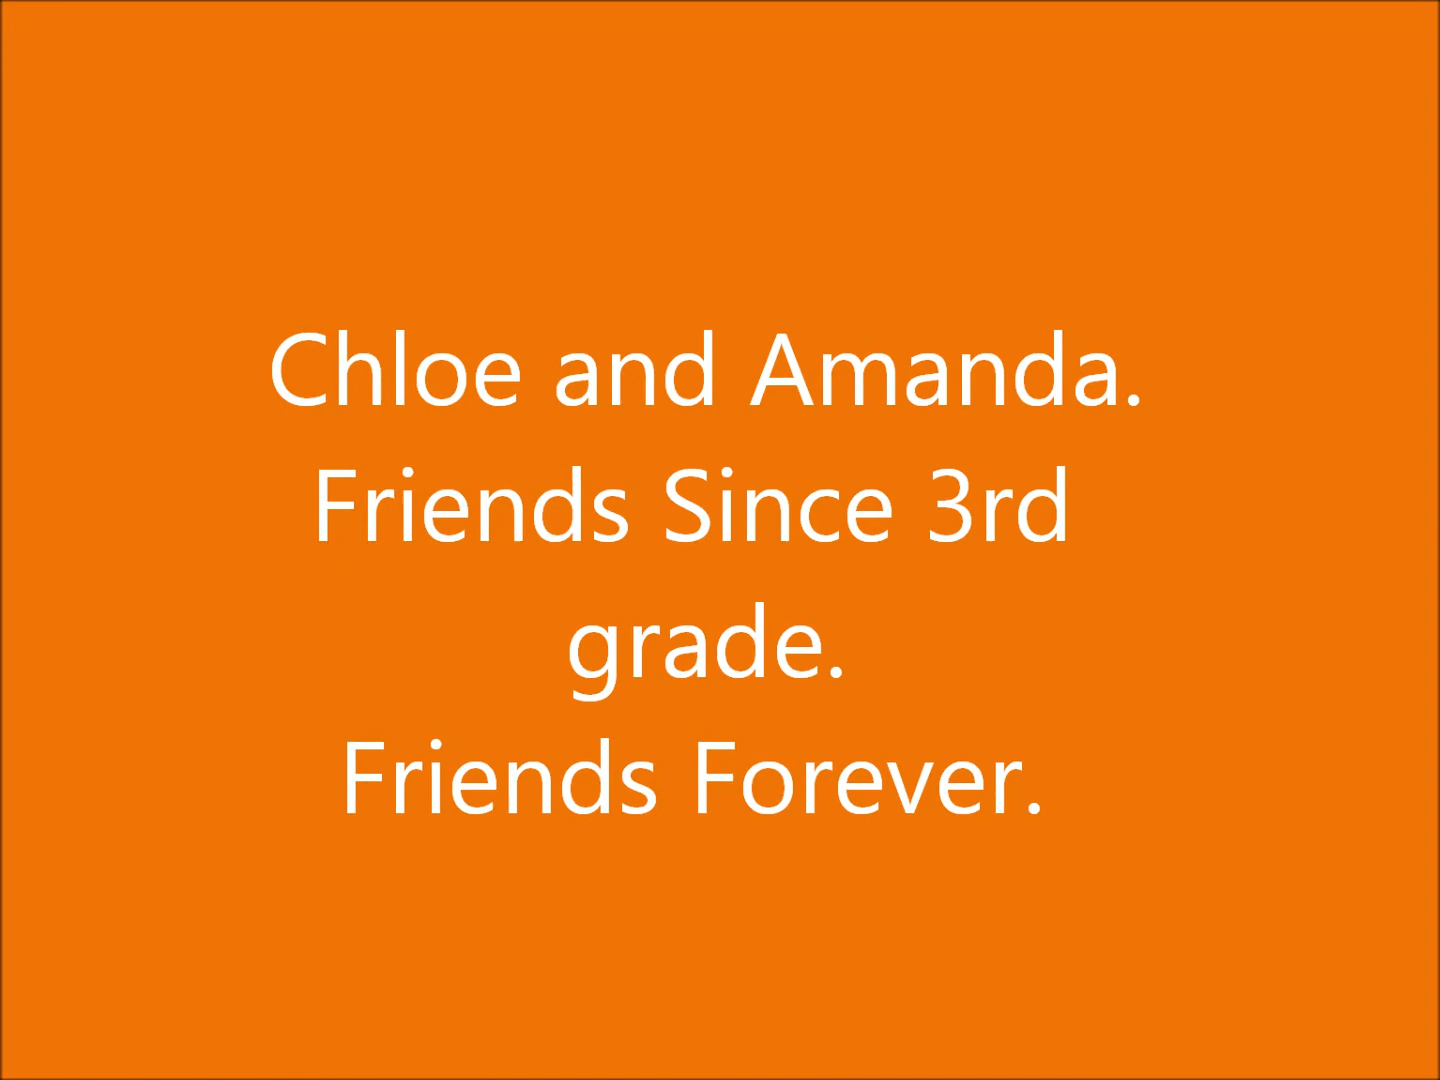 Chloe and Amanda.
Friends Since 3rd
grade.
Friends Forever.